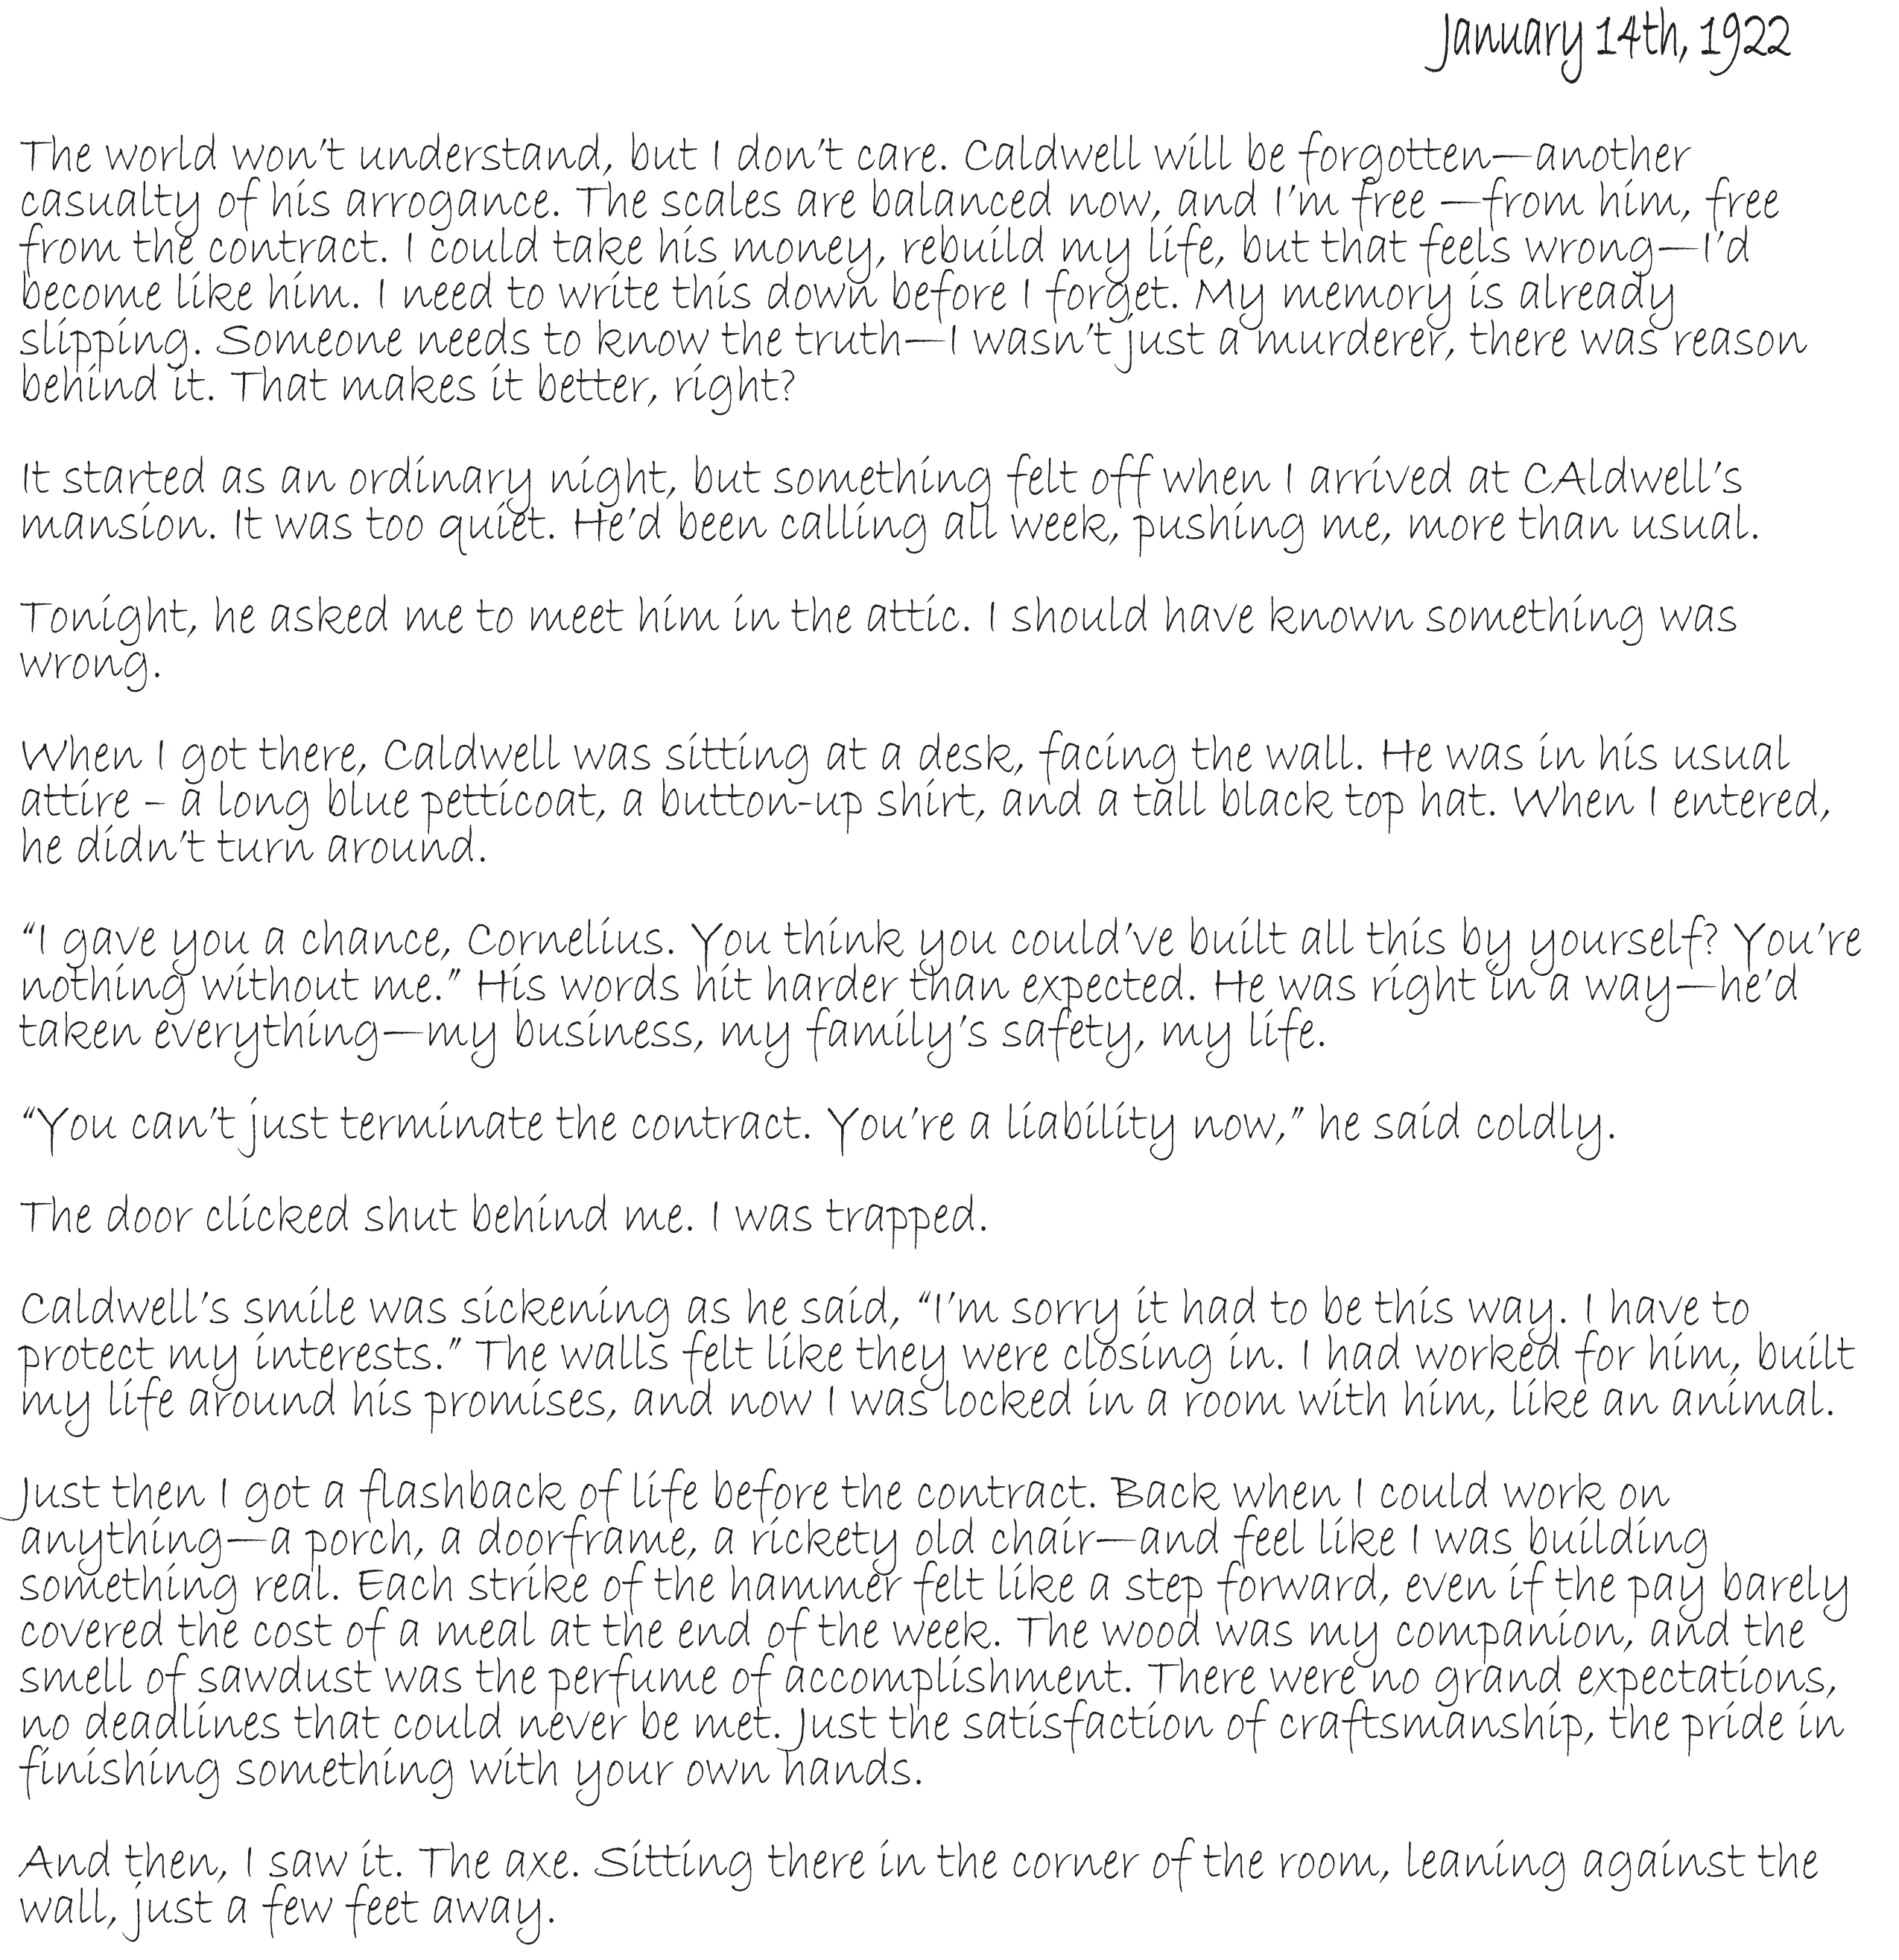 January 14th, 1922
The world won't understand, but I don't care. Caldwell will be forgotten—another
casualty of his arrogance. The scales are balanced now, and I'm free —from him, free
from the contract. I could take his money, rebuild my life, but that feels wrong—I'd
become like him. I need to write this down before I forget. My memory is already
slipping. Someone needs to know the truth—I wasn't just a murderer, there was reason
behind it. That makes it better, right?
It started as an ordinary night, but something felt off when I arrived at CAldwell's
mansion. It was too quiet. He'd been calling all week, pushing me, more than usual.
Tonight, he asked me to meet him in the attic. I should have known something was
wrong.
When I got there, Caldwell was sitting at a desk, facing the wall. He was in his usual
attire – a long blue petticoat, a button-up shirt, and a tall black top hat. When I entered,
he didn't turn around.
“I gave you a chance, Cornelius. You think you could've built all this by yourself? You're
nothing without me.” His words hit harder than expected. He was right in a way—he'd
taken everything—my business, my family's safety, my life.
“You can't just terminate the contract. You're a liability now,” he said coldly.
The door clicked shut behind me. I was trapped.
Caldwell's smile was sickening as he said, “I'm sorry it had to be this way. I have to
protect my interests.” The walls felt like they were closing in. I had worked for him, built
my life around his promises, and now I was locked in a room with him, like an animal.
Just then I got a flashback of life before the contract. Back when I could work on
anything—a porch, a doorframe, a rickety old chair—and feel like I was building
something real. Each strike of the hammer felt like a step forward, even if the pay barely
covered the cost of a meal at the end of the week. The wood was my companion, and the
smell of sawdust was the perfume of accomplishment. There were no grand expectations,
no deadlines that could never be met. Just the satisfaction of craftsmanship, the pride in
finishing something with your own hands.
And then, I saw it. The axe. Sitting there in the corner of the room, leaning against the
wall, just a few feet away.